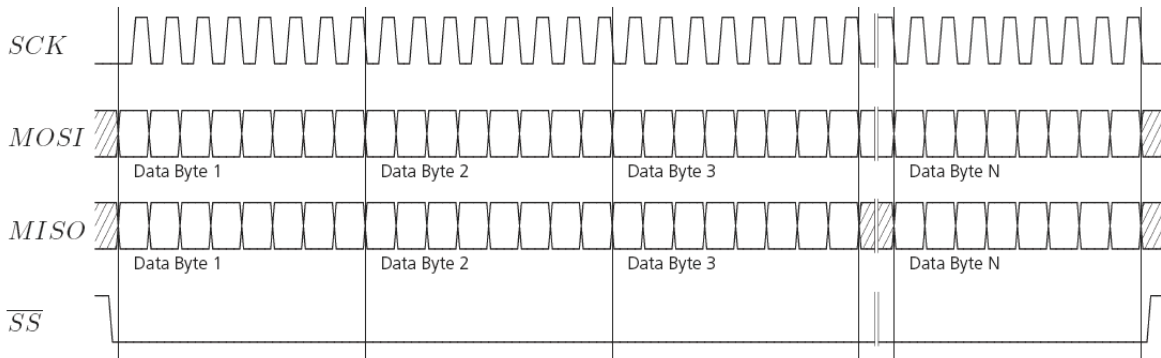 SCK
MOSI
Data Byte 1 Data Byte 2 Data Byte 3 Data Byte N
MISO
Data Byte 1 Data Byte 2 Data Byte 3 Data Byte N
S̅S̅